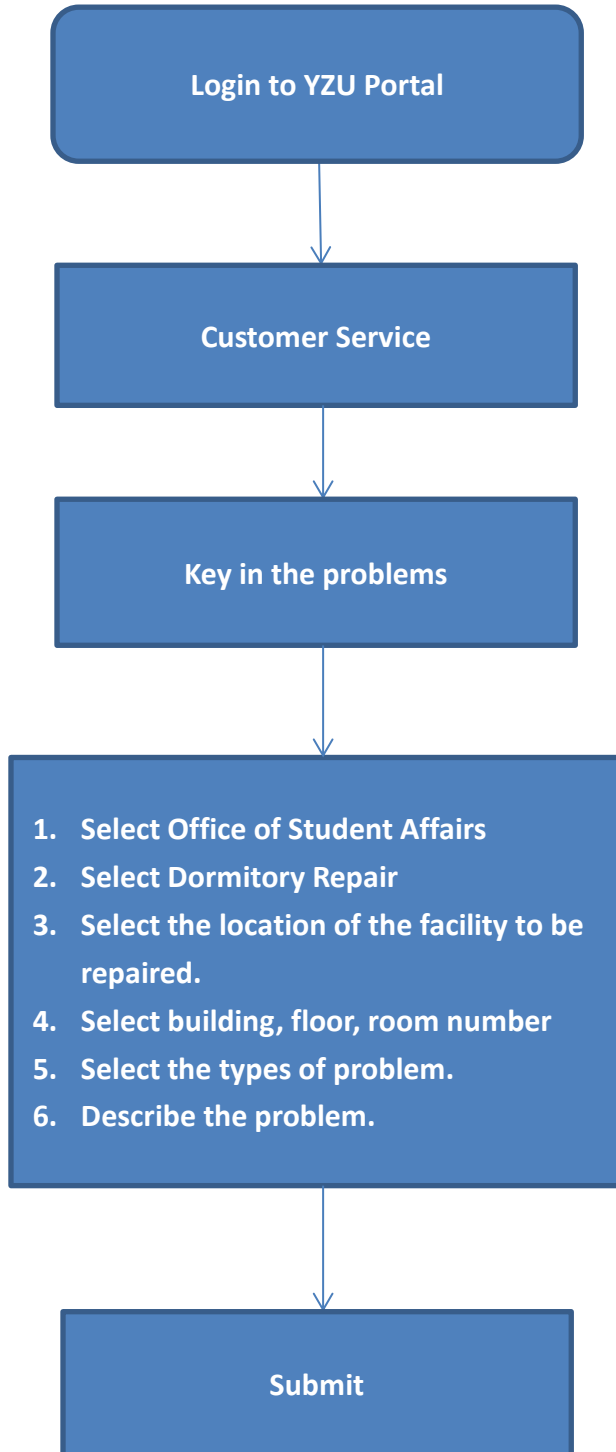 Login to YZU Portal
Customer Service
Key in the problems
1. Select Office of Student Affairs
2. Select Dormitory Repair
3. Select the location of the facility to be
repaired.
4. Select building, floor, room number
5. Select the types of problem.
6. Describe the problem.
Submit